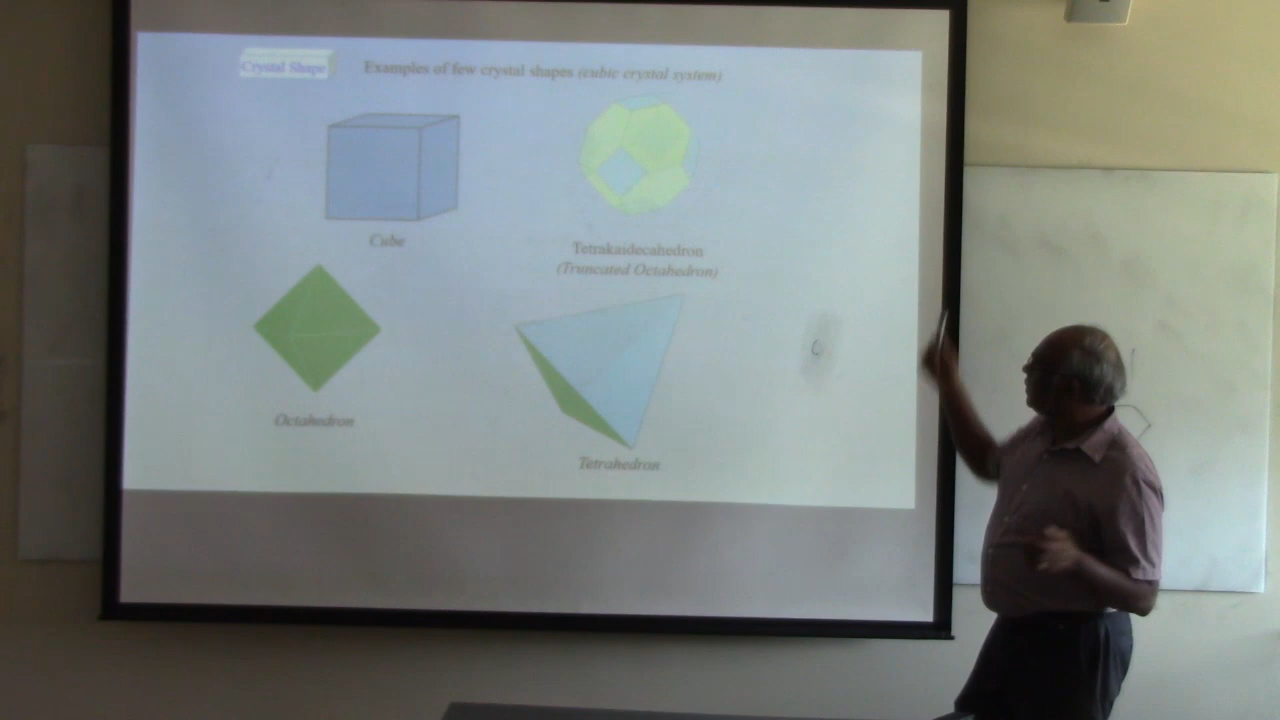 Crystal Shape
Examples of few crystal shapes (cubic crystal system)
Cube
Tetrakaidecahedron
(Truncated Octahedron)
Octahedron
Tetrahedron